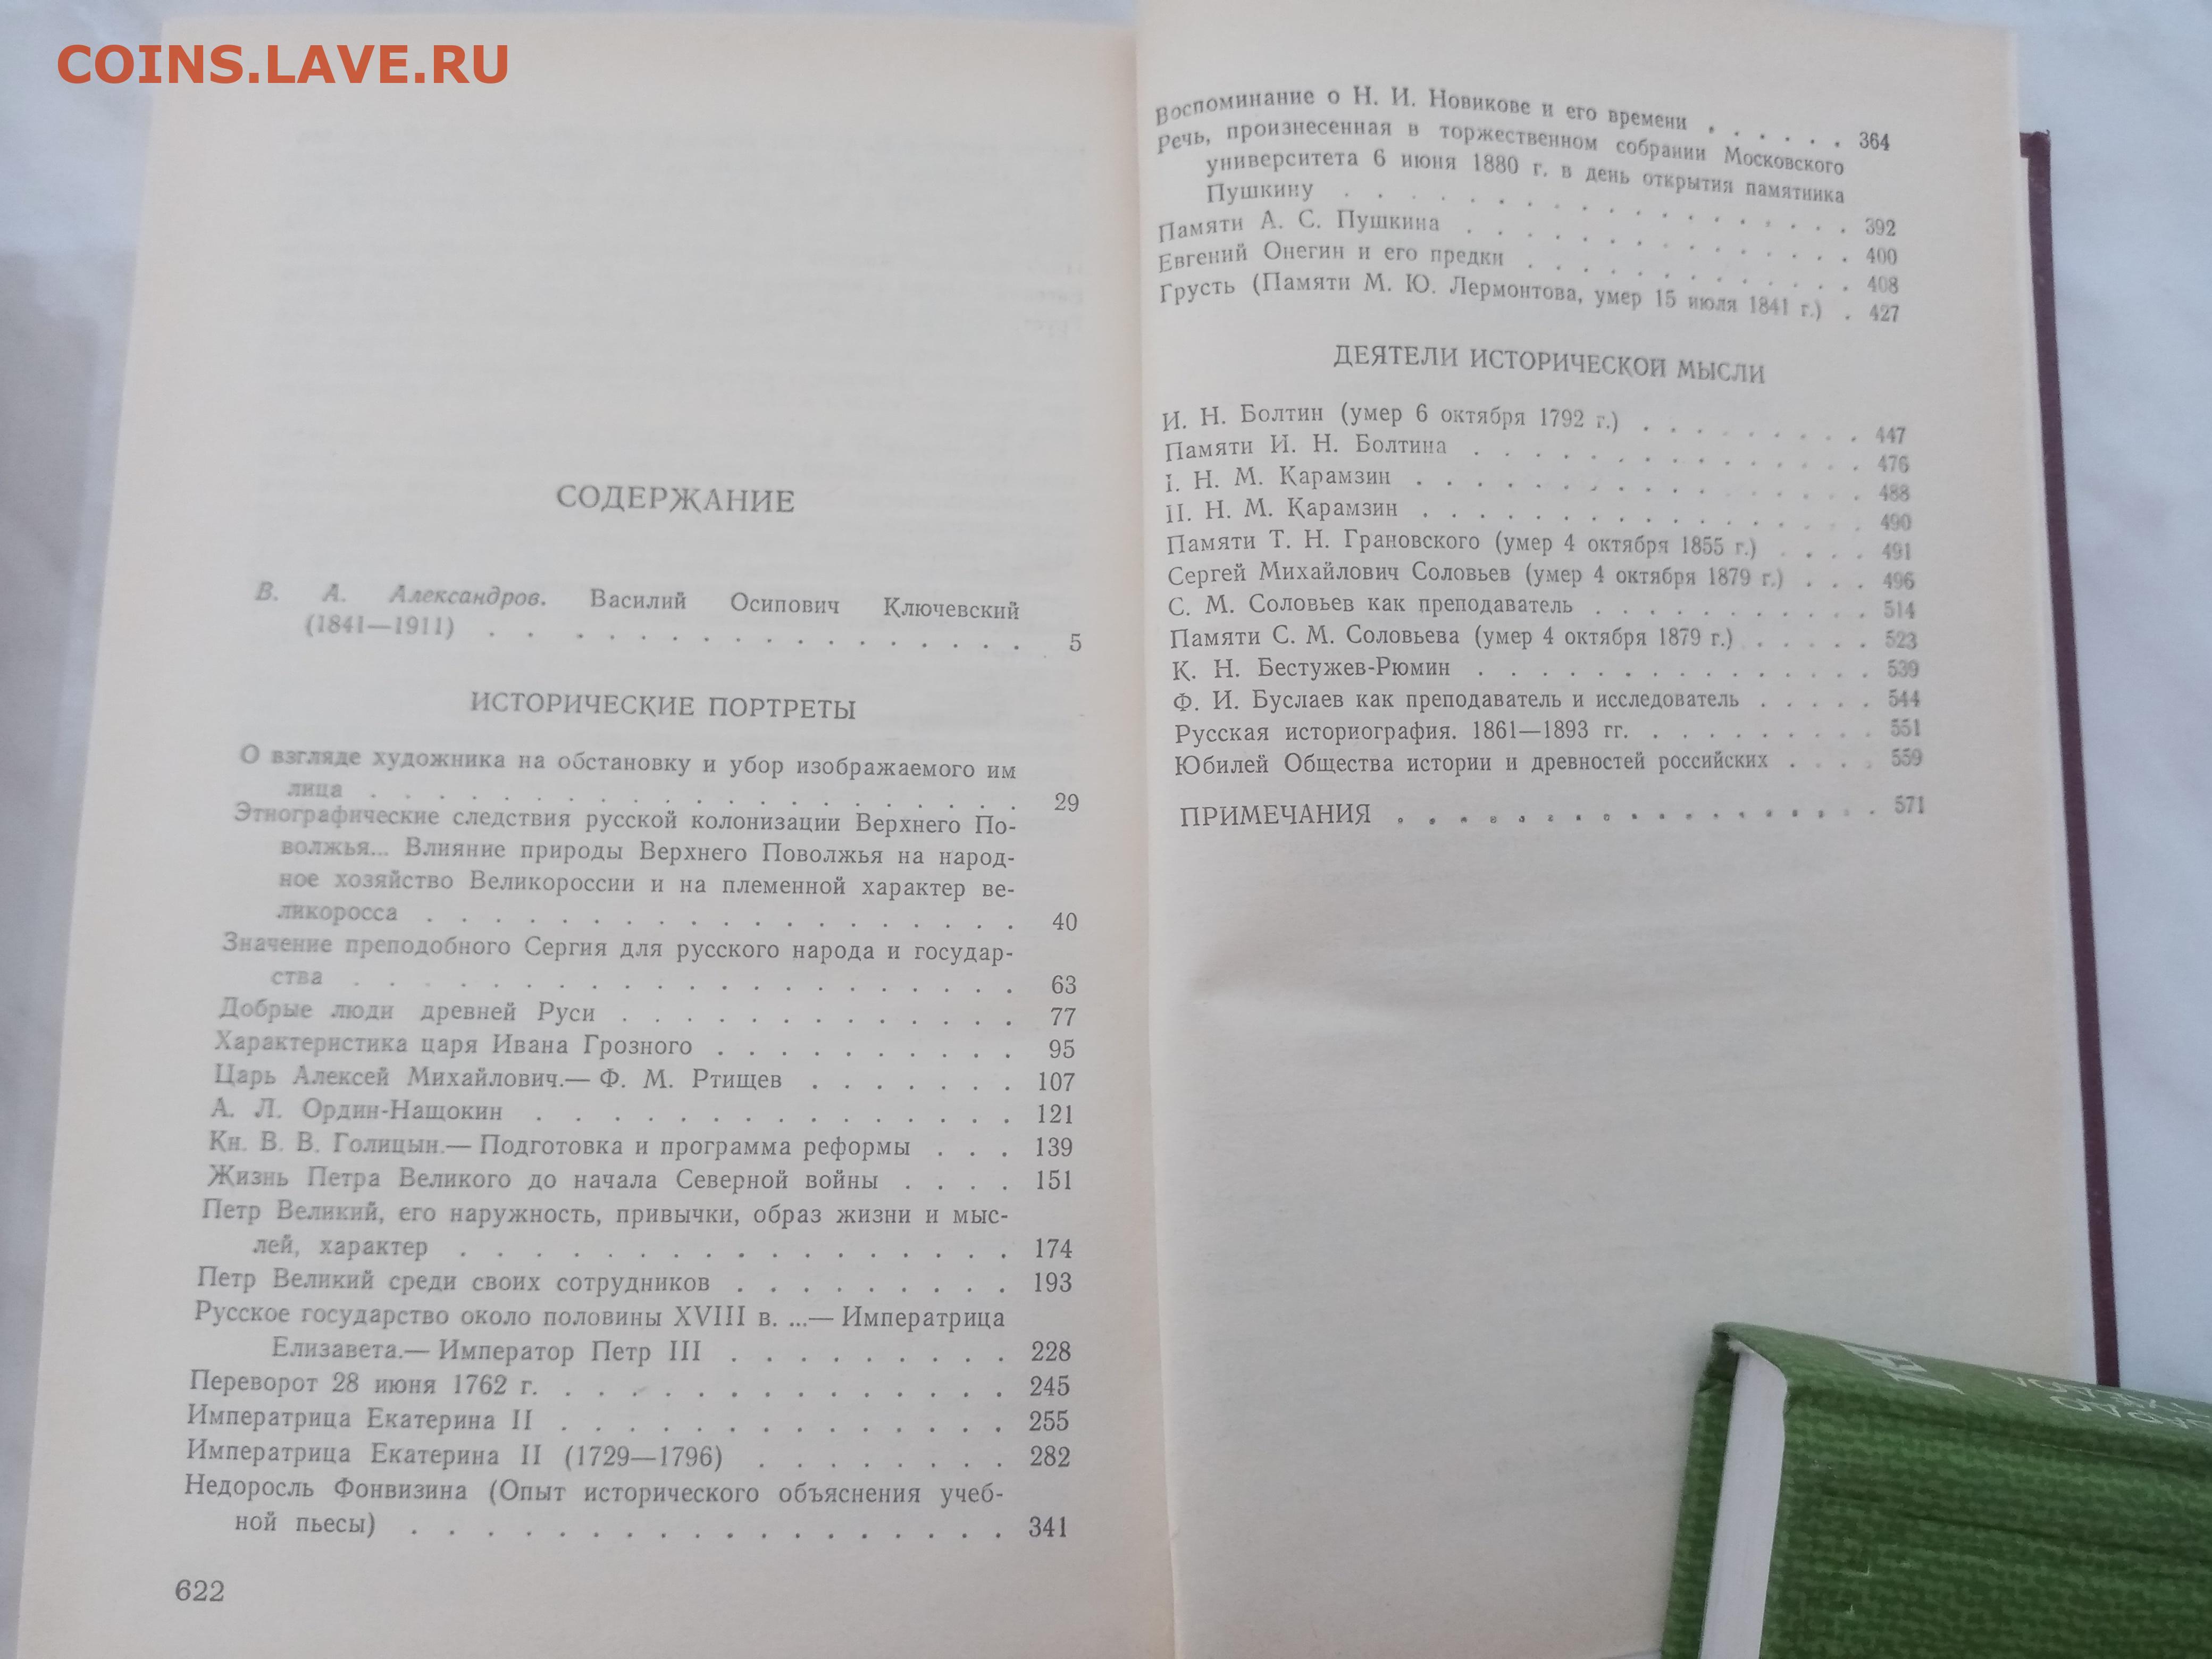 COINS.LAVE.RU
СОДЕРЖАНИЕ
В. А. Александров. Василий Осипович Ключевский
(1841—1911) . . . . . . . . . . . . . . . . 5
ИСТОРИЧЕСКИЕ ПОРТРЕТЫ
О взгляде художника на обстановку и убор изображаемого им
лица . . . . . . . . . . . . . . . . . . 29
Этнографические следствия русской колонизации Верхнего По-
волжья... Влияние природы Верхнего Поволжья на народ-
ное хозяйство Великороссии и на племенной характер ве-
ликоросса . . . . . . . . . . . . . . . . 40
Значение преподобного Сергия для русского народа и государ-
ства . . . . . . . . . . . . . . . . . . 63
Добрые люди древней Руси . . . . . . . . . . . 77
Характеристика царя Ивана Грозного . . . . . . . . . 95
Царь Алексей Михайлович.— Ф. М. Ртищев . . . . . . . 107
А. Л. Ордин-Нащокин . . . . . . . . . . . . . 121
Кн. В. В. Голицын.— Подготовка и программа реформы . . . 139
Жизнь Петра Великого до начала Северной войны . . . . 151
Петр Великий, его наружность, привычки, образ жизни и мыс-
лей, характер . . . . . . . . . . . . . . . 174
Петр Великий среди своих сотрудников . . . . . . . . . 193
Русское государство около половины XVIII в. ...— Императрица
Елизавета.— Император Петр III . . . . . . . . . 228
Переворот 28 июня 1762 г. . . . . . . . . . . . . 245
Императрица Екатерина II . . . . . . . . . . . . . 255
Императрица Екатерина II (1729—1796) . . . . . . . . 282
Недоросль Фонвизина (Опыт исторического объяснения учеб-
ной пьесы) . . . . . . . . . . . . . . . . . 341
622
Воспоминание о Н. И. Новикове и его времени . . . . . . 364
Речь, произнесенная в торжественном собрании Московского
университета 6 июня 1880 г. в день открытия памятника
Пушкину . . . . . . . . . . . . . . . . . 392
Памяти А. С. Пушкина . . . . . . . . . . . . . . 400
Евгений Онегин и его предки . . . . . . . . . . . . 408
Грусть (Памяти М. Ю. Лермонтова, умер 15 июля 1841 г.) . 427
ДЕЯТЕЛИ ИСТОРИЧЕСКОЙ МЫСЛИ
И. Н. Болтин (умер 6 октября 1792 г.) . . . . . . . . . 447
Памяти И. Н. Болтина . . . . . . . . . . . . . . 476
I. Н. М. Карамзин . . . . . . . . . . . . . . . . 488
II. Н. М. Карамзин . . . . . . . . . . . . . . . . 490
Памяти Т. Н. Грановского (умер 4 октября 1855 г.) . . . . 491
Сергей Михайлович Соловьев (умер 4 октября 1879 г.) . . . 496
С. М. Соловьев как преподаватель . . . . . . . . . . . 514
Памяти С. М. Соловьева (умер 4 октября 1879 г.) . . . . . 523
К. Н. Бестужев-Рюмин . . . . . . . . . . . . . . 539
Ф. И. Буслаев как преподаватель и исследователь . . . . . 544
Русская историография. 1861—1893 гг. . . . . . . . . . 551
Юбилей Общества истории и древностей российских . . . . 559
ПРИМЕЧАНИЯ . . . . . . . . . . . . . . . . . 571